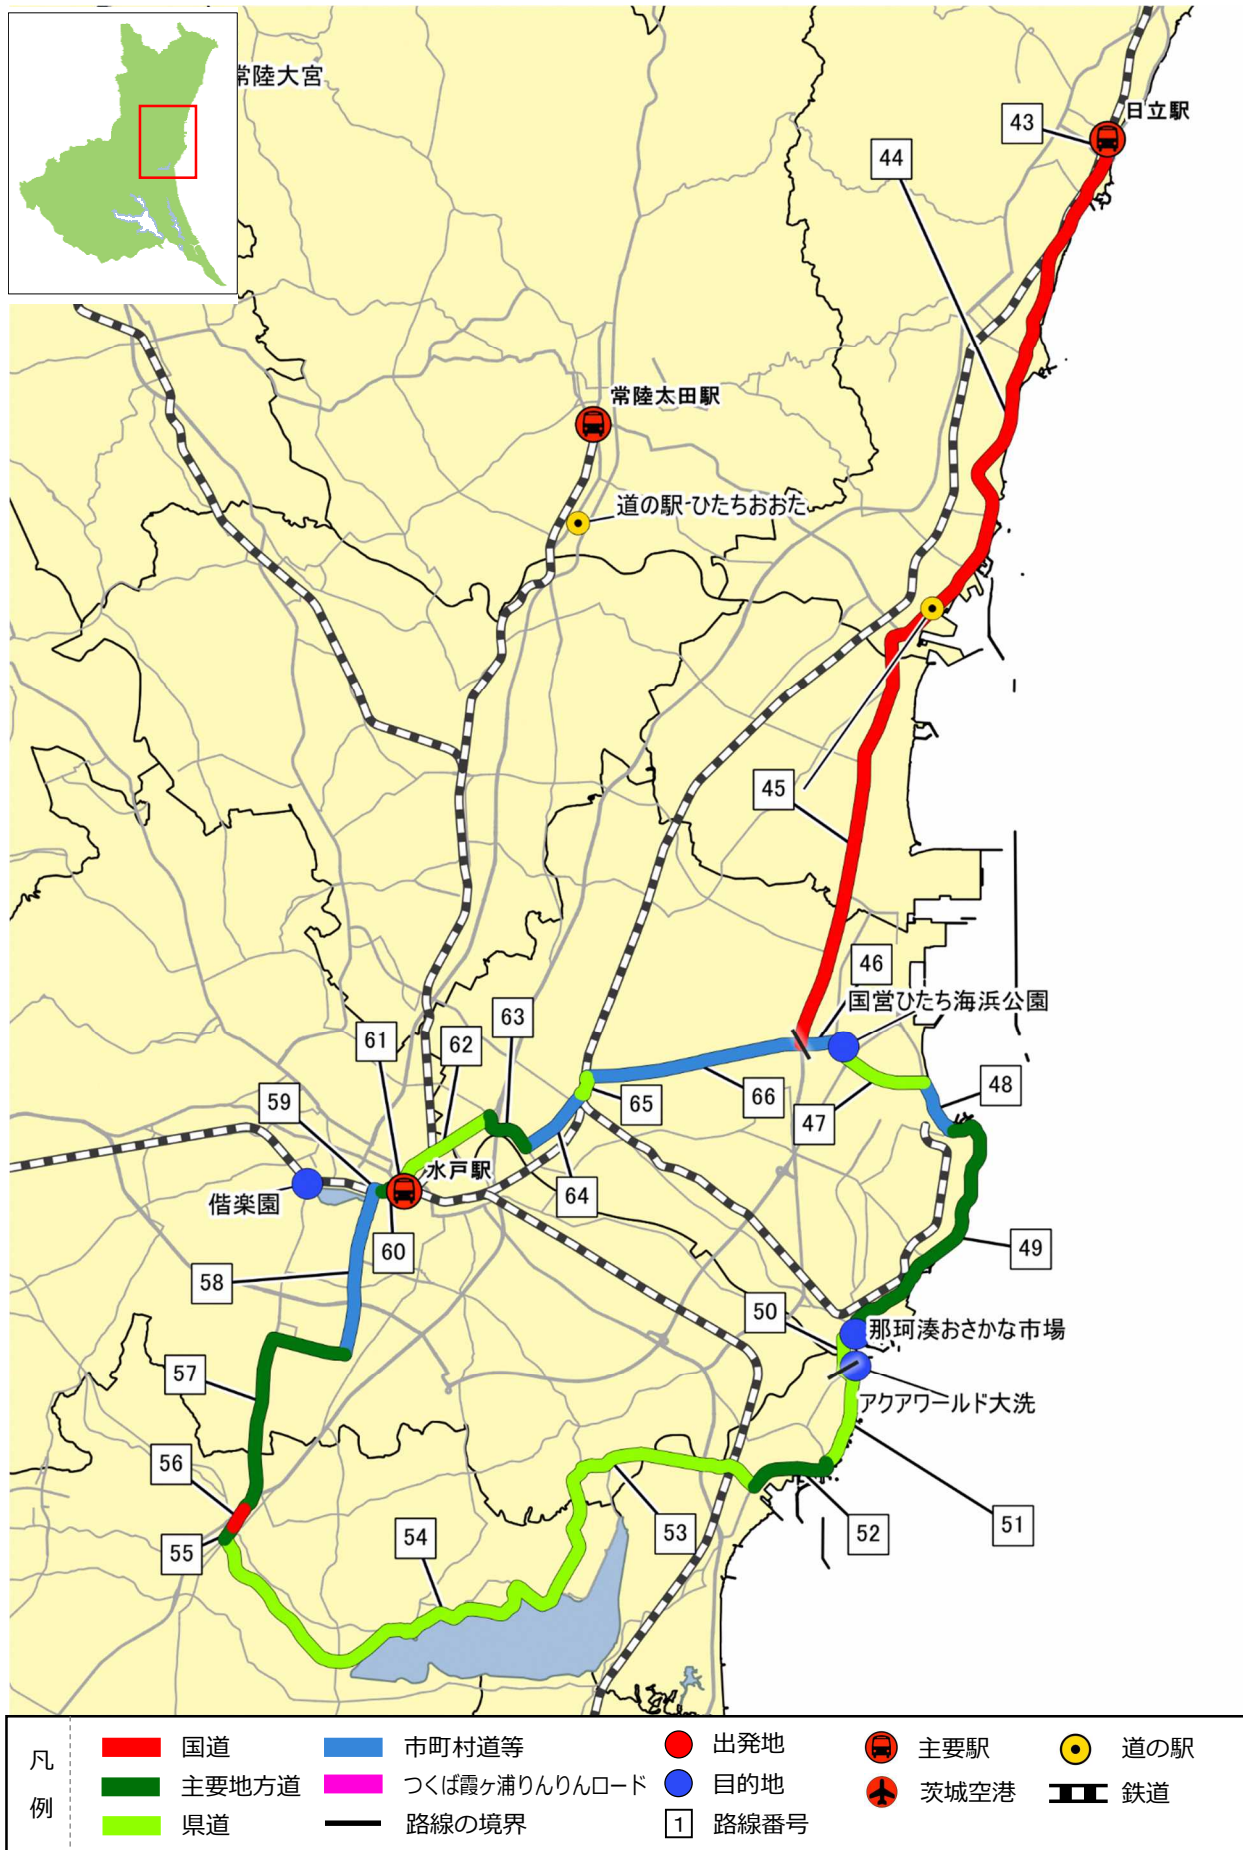 常陸大宮
日立駅
43
44
常陸太田駅
道の駅-ひたちおおた
45
46
国営ひたち海浜公園
63
61
62
59
65
66
47
48
水戸駅
偕楽園
64
60
49
58
50
那珂湊おさかな市場
57
アクアワールド大洗
56
54
53
52
51
55
凡例
国道
市町村道等
出発地
主要駅
道の駅
主要地方道
つくば霞ヶ浦りんりんロード
目的地
茨城空港
鉄道
県道
路線の境界
1
路線番号